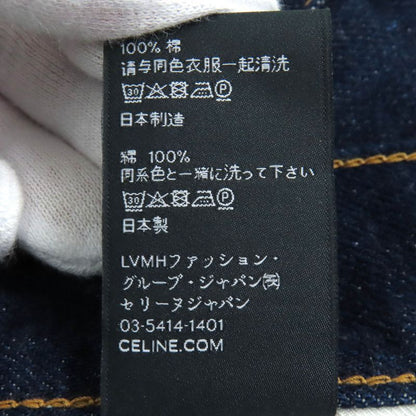 100% 棉
请与同色衣服一起清洗
30 P
日本制造
綿 100%
同系色と一緒に洗って下さい
30 P
日本製
LVMHファッション・
グループ・ジャパン㈱
セリーヌジャパン
03-5414-1401
CELINE.COM